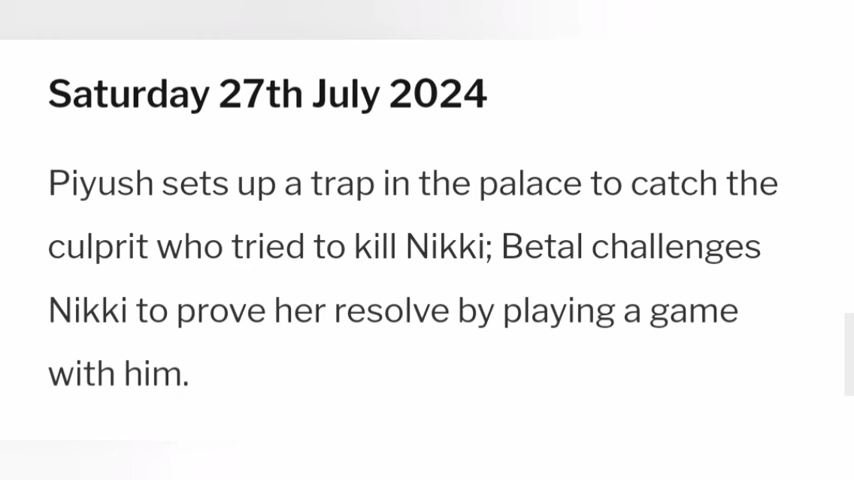 Saturday 27th July 2024
Piyush sets up a trap in the palace to catch the
culprit who tried to kill Nikki; Betal challenges
Nikki to prove her resolve by playing a game
with him.